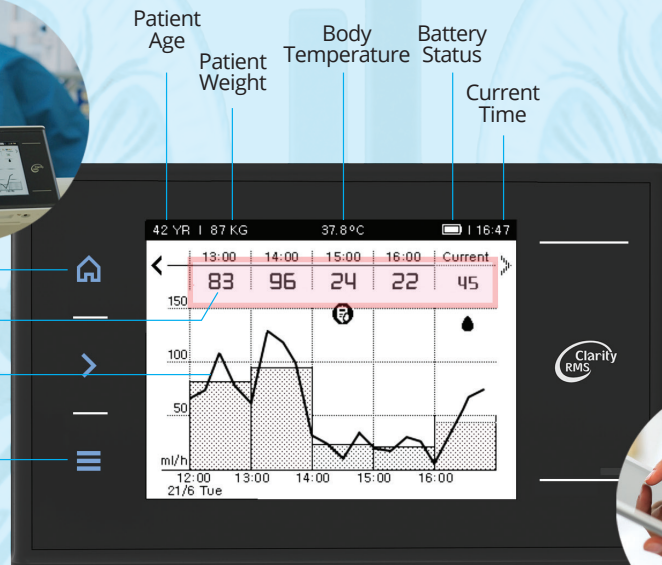 Patient
Age
Patient
Weight
Body
Temperature
Battery
Status
Current
Time
42 YR | 87 KG 37.8ºC | 16:47
13:00 14:00 15:00 16:00 Current
83 96 24 22 45
150
100
50
ml/h
12:00 13:00 14:00 15:00 16:00
21/6 Tue
Clarity
RMS